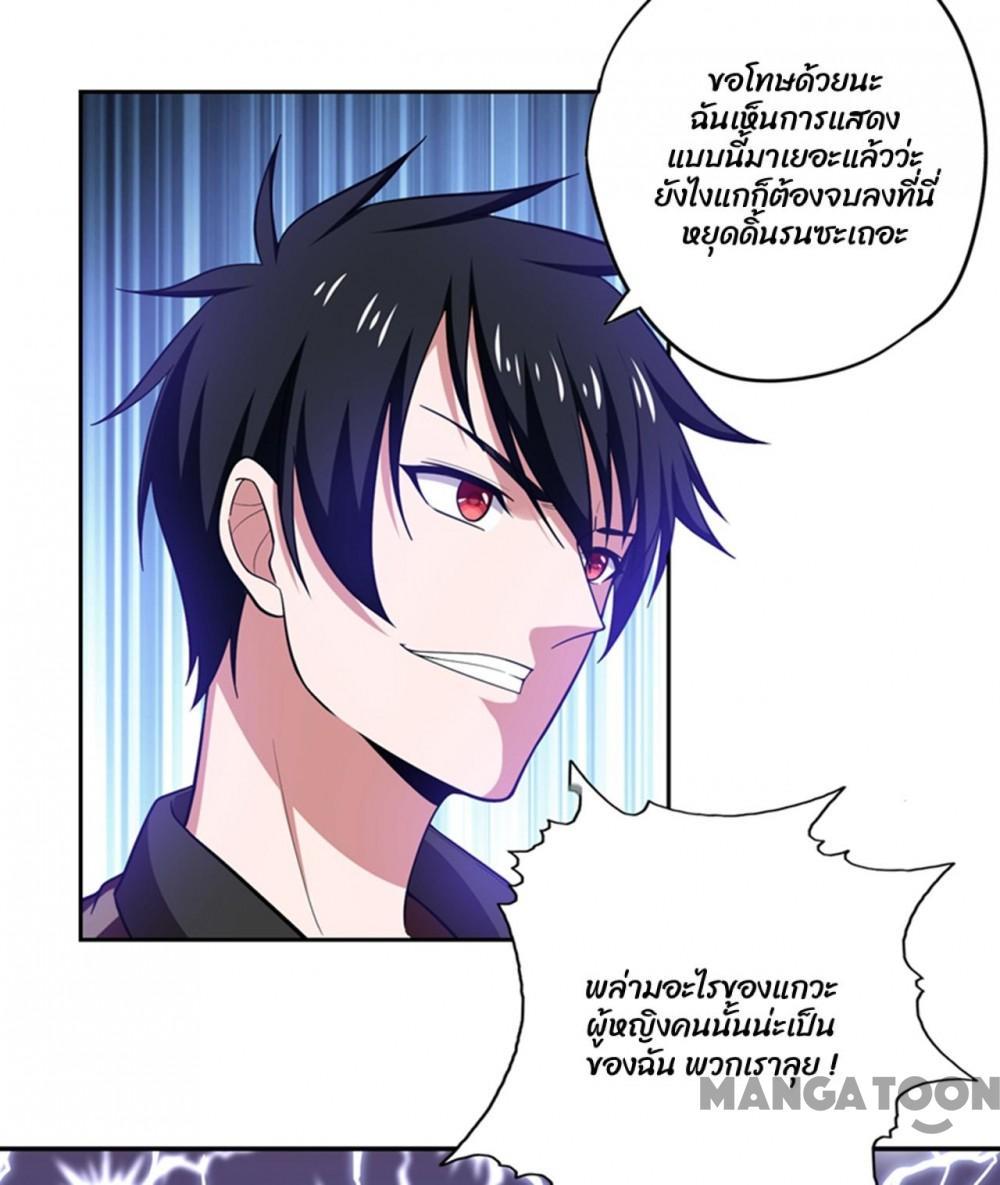 ขอโทษด้วยนะ
ฉันเห็นการแสดง
แบบนี้มาเยอะแล้วว่ะ
ยังไงแกก็ต้องจบลงที่นี่
หยุดดิ้นรนซะเถอะ
พล่ามอะไรของแกวะ
ผู้หญิงคนนั้นน่ะเป็น
ของฉัน พวกเราลุย !
MANGATOON